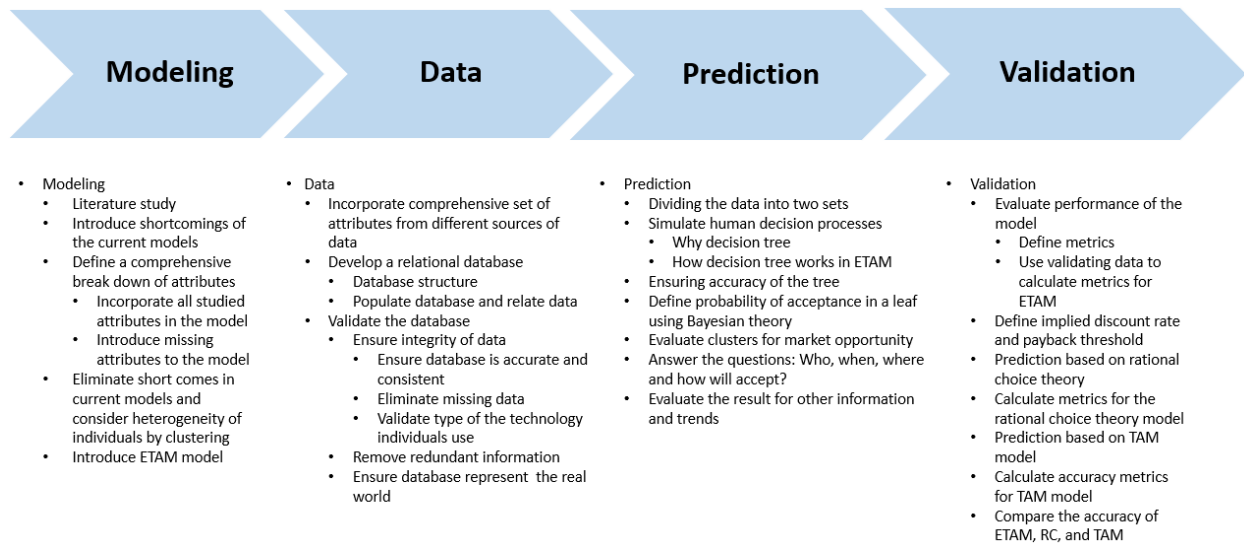 Modeling
Data
Prediction
Validation
• Modeling
• Literature study
• Introduce shortcomings of
the current models
• Define a comprehensive
break down of attributes
• Incorporate all studied
attributes in the model
• Introduce missing
attributes to the model
• Eliminate short comes in
current models and
consider heterogeneity of
individuals by clustering
• Introduce ETAM model
• Data
• Incorporate comprehensive set of
attributes from different sources of
data
• Develop a relational database
• Database structure
• Populate database and relate data
• Validate the database
• Ensure integrity of data
• Ensure database is accurate and
consistent
• Eliminate missing data
• Validate type of the technology
individuals use
• Remove redundant information
• Ensure database represent the real
world
• Prediction
• Dividing the data into two sets
• Simulate human decision processes
• Why decision tree
• How decision tree works in ETAM
• Ensuring accuracy of the tree
• Define probability of acceptance in a leaf
using Bayesian theory
• Evaluate clusters for market opportunity
• Answer the questions: Who, when, where
and how will accept?
• Evaluate the result for other information
and trends
• Validation
• Evaluate performance of the
model
• Define metrics
• Use validating data to
calculate metrics for
ETAM
• Define implied discount rate
and payback threshold
• Prediction based on rational
choice theory
• Calculate metrics for the
rational choice theory model
• Prediction based on TAM
model
• Calculate accuracy metrics
for TAM model
• Compare the accuracy of
ETAM, RC, and TAM